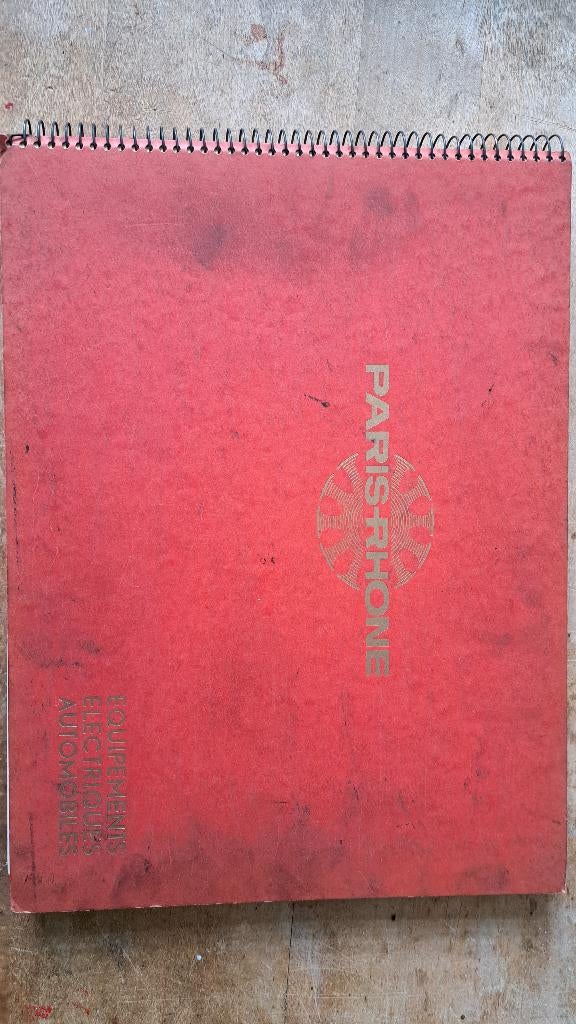 PARIS-RHONE
EQUIPEMENTS
ELECTRIQUES
AUTOMOBILES